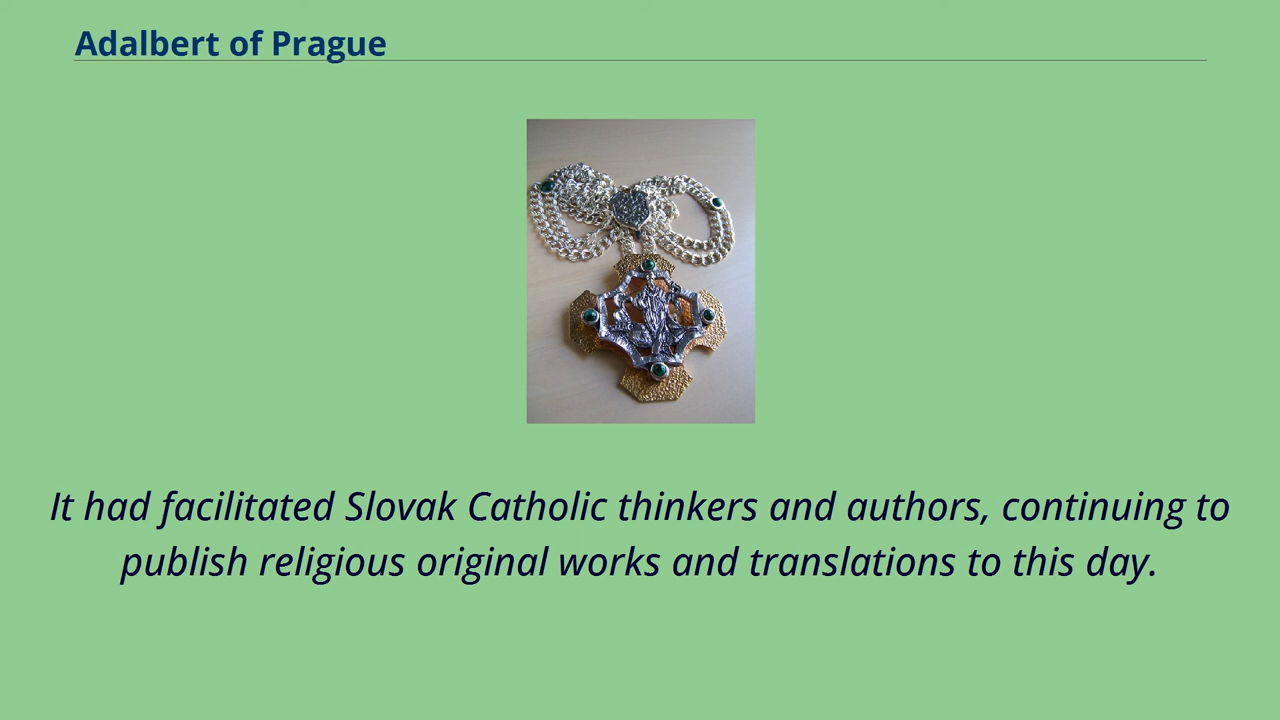 Adalbert of Prague
It had facilitated Slovak Catholic thinkers and authors, continuing to
publish religious original works and translations to this day.